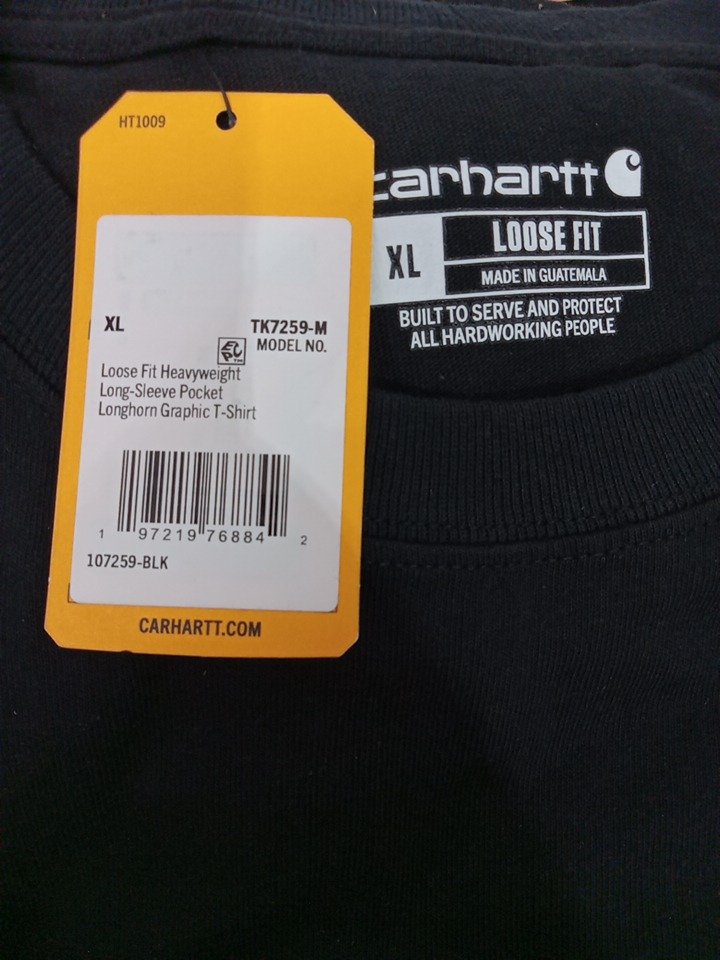 HT1009
XL
TK7259-M
MODEL NO.
Loose Fit Heavyweight
Long-Sleeve Pocket
Longhorn Graphic T-Shirt
1 97219 76884 2
107259-BLK
CARHARTT.COM
carhartt
XL
LOOSE FIT
MADE IN GUATEMALA
BUILT TO SERVE AND PROTECT
ALL HARDWORKING PEOPLE